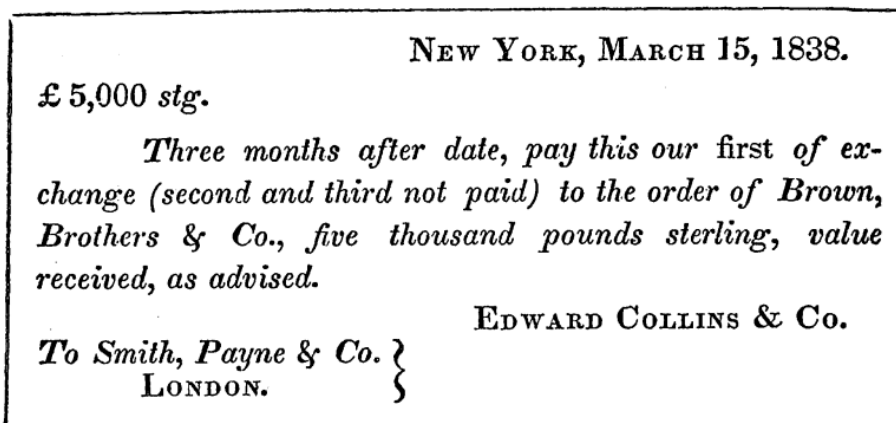 New York, March 15, 1838.
£ 5,000 stg.
Three months after date, pay this our first of ex-
change (second and third not paid) to the order of Brown,
Brothers & Co., five thousand pounds sterling, value
received, as advised.
Edward Collins & Co.
To Smith, Payne & Co. }
London.